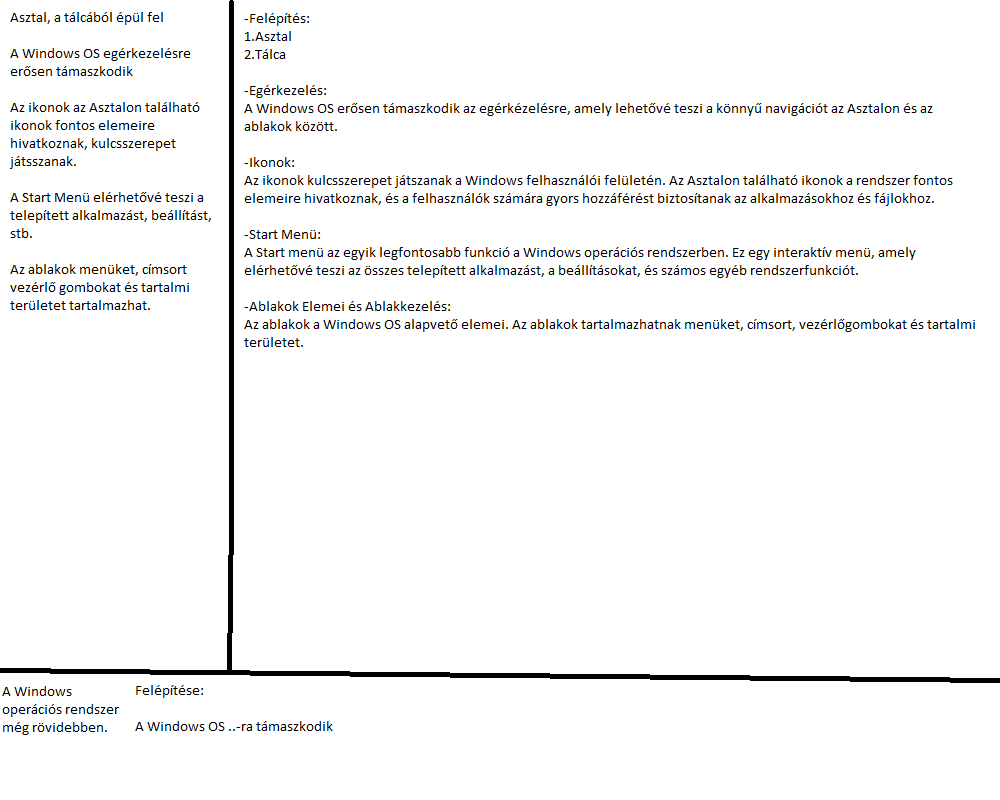 Asztal, a tálcából épül fel
A Windows OS egérkezelésre
erősen támaszkodik
Az ikonok az Asztalon található
ikonok fontos elemeire
hivatkoznak, kulcsszerepet
játsszanak.
A Start Menü elérhetővé teszi a
telepített alkalmazást, beállítást,
stb.
Az ablakok menüket, címsort
vezérlő gombokat és tartalmi
területet tartalmazhat.
-Felépítés:
1.Asztal
2.Tálca
-Egérkezelés:
A Windows OS erősen támaszkodik az egérkézelésre, amely lehetővé teszi a könnyű navigációt az Asztalon és az
ablakok között.
-Ikonok:
Az ikonok kulcsszerepet játszanak a Windows felhasználói felületén. Az Asztalon található ikonok a rendszer fontos
elemeire hivatkoznak, és a felhasználók számára gyors hozzáférést biztosítanak az alkalmazásokhoz és fájlokhoz.
-Start Menü:
A Start menü az egyik legfontosabb funkció a Windows operációs rendszerben. Ez egy interaktív menü, amely
elérhetővé teszi az összes telepített alkalmazást, a beállításokat, és számos egyéb rendszerfunkciót.
-Ablakok Elemei és Ablakkezelés:
Az ablakok a Windows OS alapvető elemei. Az ablakok tartalmazhatnak menüket, címsort, vezérlőgombokat és tartalmi
területet.
A Windows
operációs rendszer
még rövidebben.
Felépítése:
A Windows OS ..-ra támaszkodik